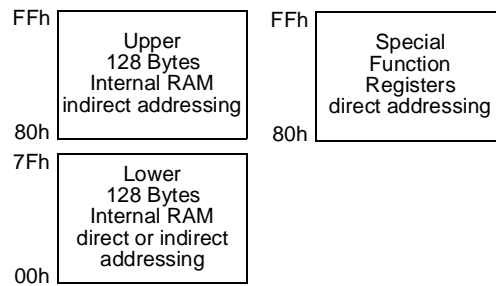 FFh
Upper
128 Bytes
Internal RAM
indirect addressing
80h
FFh
Special
Function
Registers
direct addressing
80h
7Fh
Lower
128 Bytes
Internal RAM
direct or indirect
addressing
00h